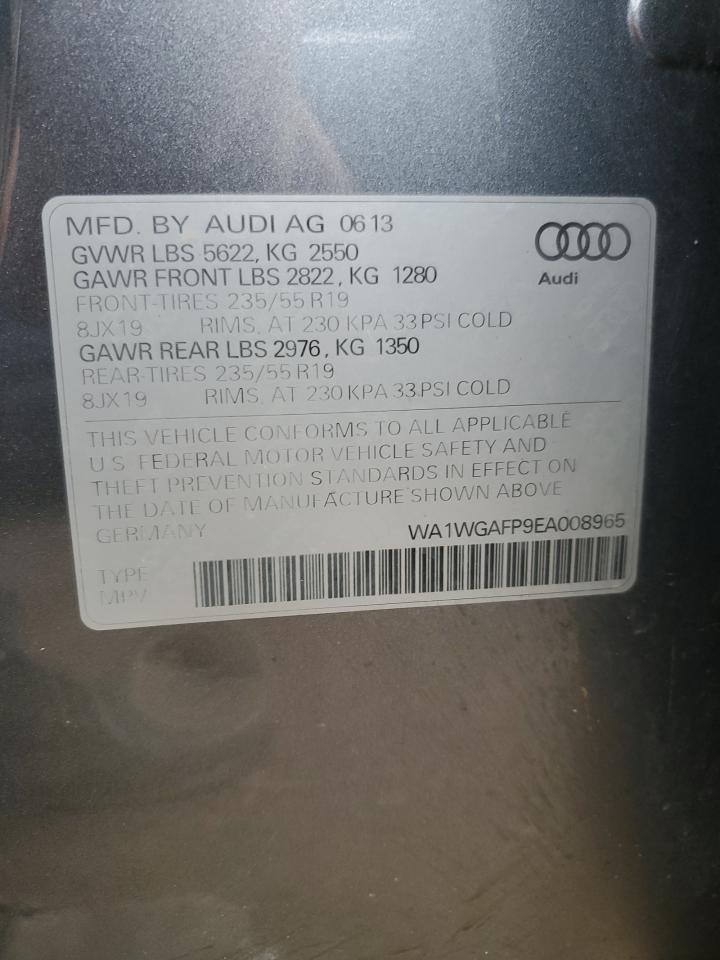 MFD. BY AUDI AG 0613
GVWR LBS 5622, KG 2550
GAWR FRONT LBS 2822, KG 1280
FRONT-TIRES 235/55 R19
8JX19 RIMS, AT 230 KPA 33 PSI COLD
GAWR REAR LBS 2976, KG 1350
REAR-TIRES 235/55 R19
8JX19 RIMS, AT 230 KPA 33 PSI COLD
Audi
THIS VEHICLE CONFORMS TO ALL APPLICABLE
U.S. FEDERAL MOTOR VEHICLE SAFETY AND
THEFT PREVENTION STANDARDS IN EFFECT ON
THE DATE OF MANUFACTURE SHOWN ABOVE
GERMANY WA1WGAFP9EA008965
TYPE
MPV